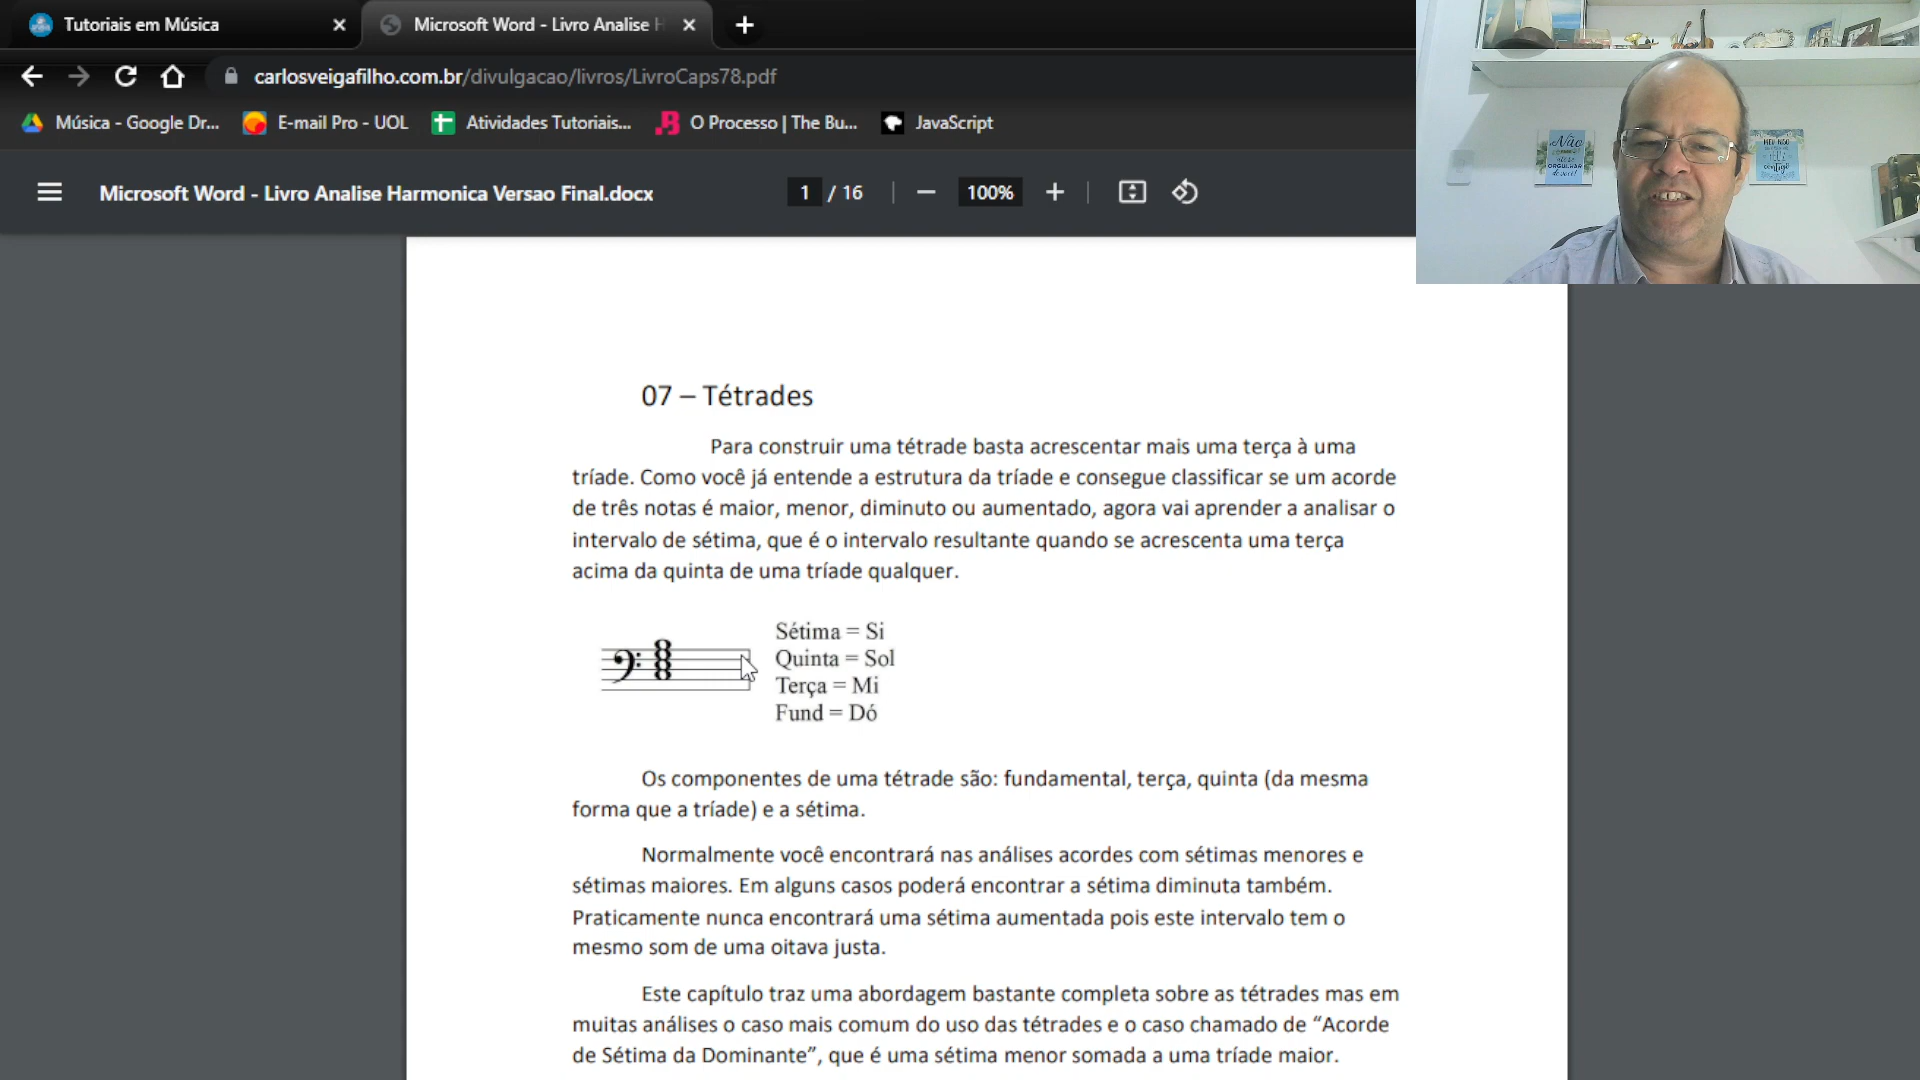 Tutoriais em Música
Microsoft Word - Livro Analise H
carlosveigafilho.com.br/divulgacao/livros/LivroCaps78.pdf
Música - Google Dr...
E-mail Pro - UOL
Atividades Tutoriais...
O Processo | The Bu...
JavaScript
Microsoft Word - Livro Analise Harmonica Versao Final.docx
1 / 16
100%
Não
MEU NGO
feliz
contigo
07 – Tétrades
Para construir uma tétrade basta acrescentar mais uma terça à uma
tríade. Como você já entende a estrutura da tríade e consegue classificar se um acorde
de três notas é maior, menor, diminuto ou aumentado, agora vai aprender a analisar o
intervalo de sétima, que é o intervalo resultante quando se acrescenta uma terça
acima da quinta de uma tríade qualquer.
Sétima = Si
Quinta = Sol
Terça = Mi
Fund = Dó
Os componentes de uma tétrade são: fundamental, terça, quinta (da mesma
forma que a tríade) e a sétima.
Normalmente você encontrará nas análises acordes com sétimas menores e
sétimas maiores. Em alguns casos poderá encontrar a sétima diminuta também.
Praticamente nunca encontrará uma sétima aumentada pois este intervalo tem o
mesmo som de uma oitava justa.
Este capítulo traz uma abordagem bastante completa sobre as tétrades mas em
muitas análises o caso mais comum do uso das tétrades e o caso chamado de “Acorde
de Sétima da Dominante”, que é uma sétima menor somada a uma tríade maior.